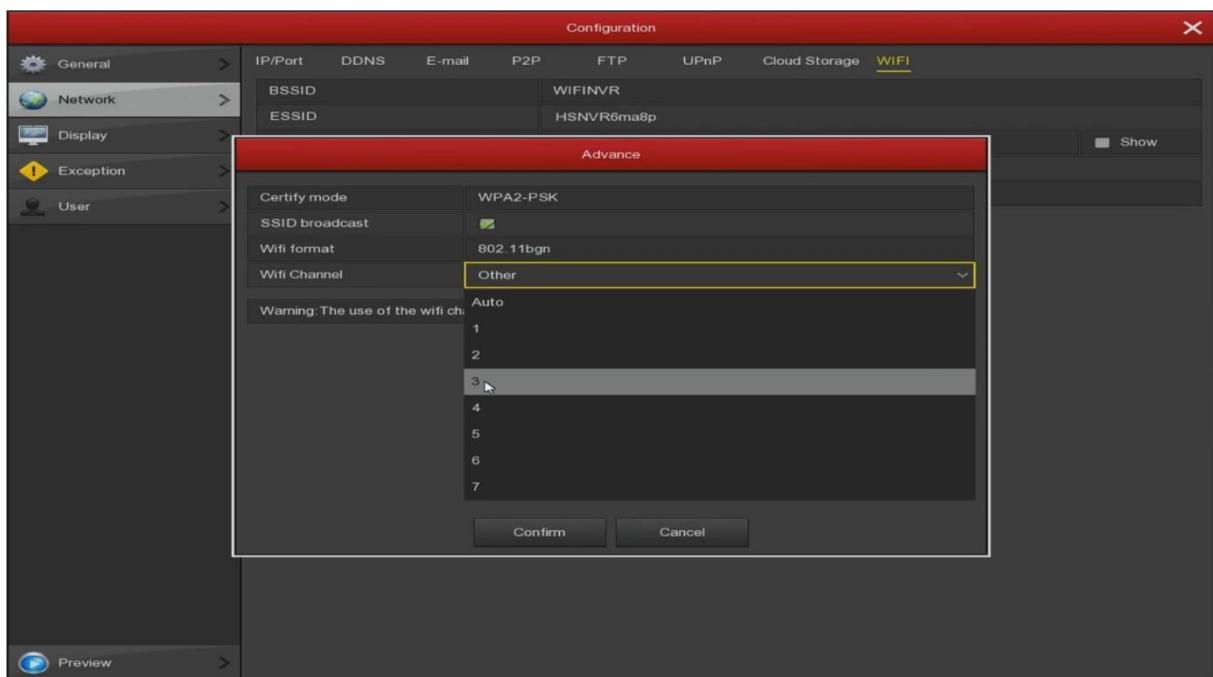 Configuration
General
Network
Display
Exception
User
Preview
IP/Port DDNS E-mail P2P FTP UPnP Cloud Storage WIFI
BSSID WIFINVR
ESSID HSNVR6ma8p
Show
Advance
Certify mode WPA2-PSK
SSID broadcast
Wifi format 802.11bgn
Wifi Channel Other
Warning:The use of the wifi
Auto
1
2
3
4
5
6
7
Confirm Cancel